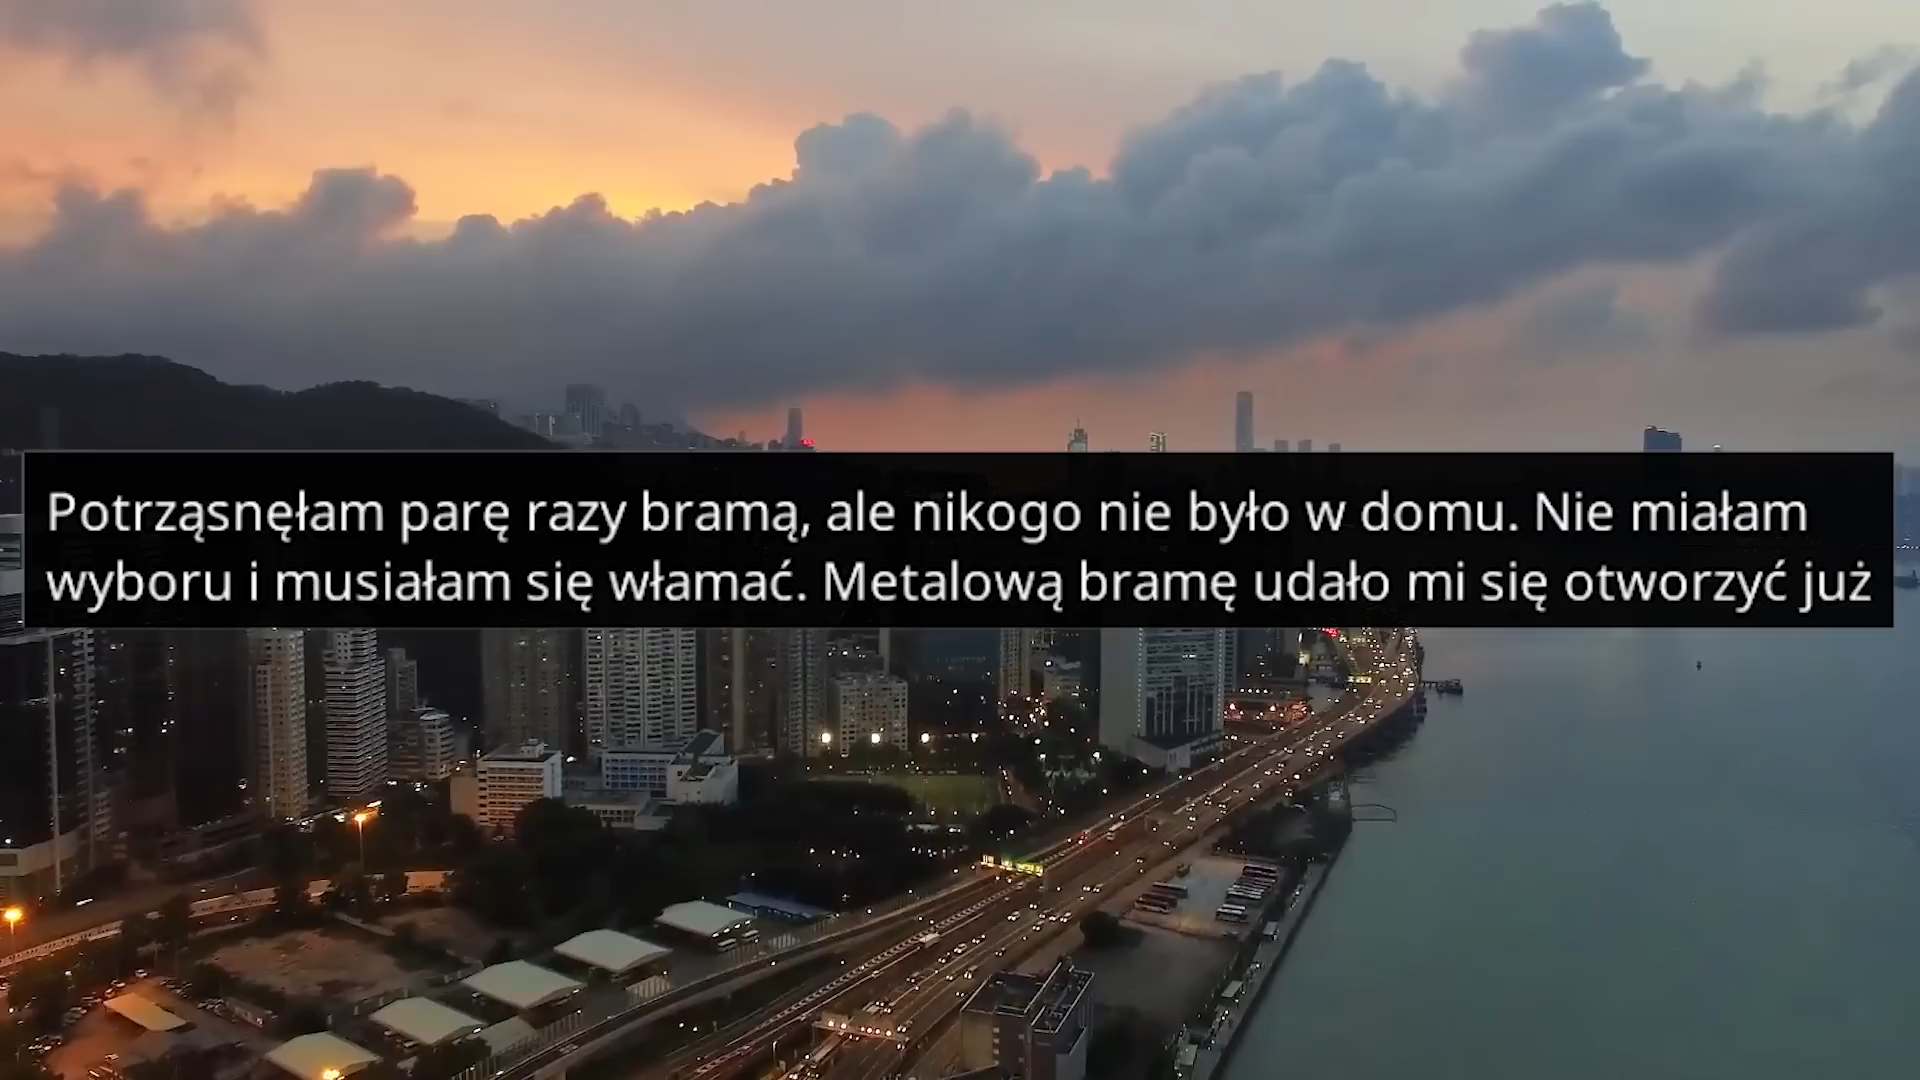 Potrząsnęłam parę razy bramą, ale nikogo nie było w domu. Nie miałam
wyboru i musiałam się włamać. Metalową bramę udało mi się otworzyć już